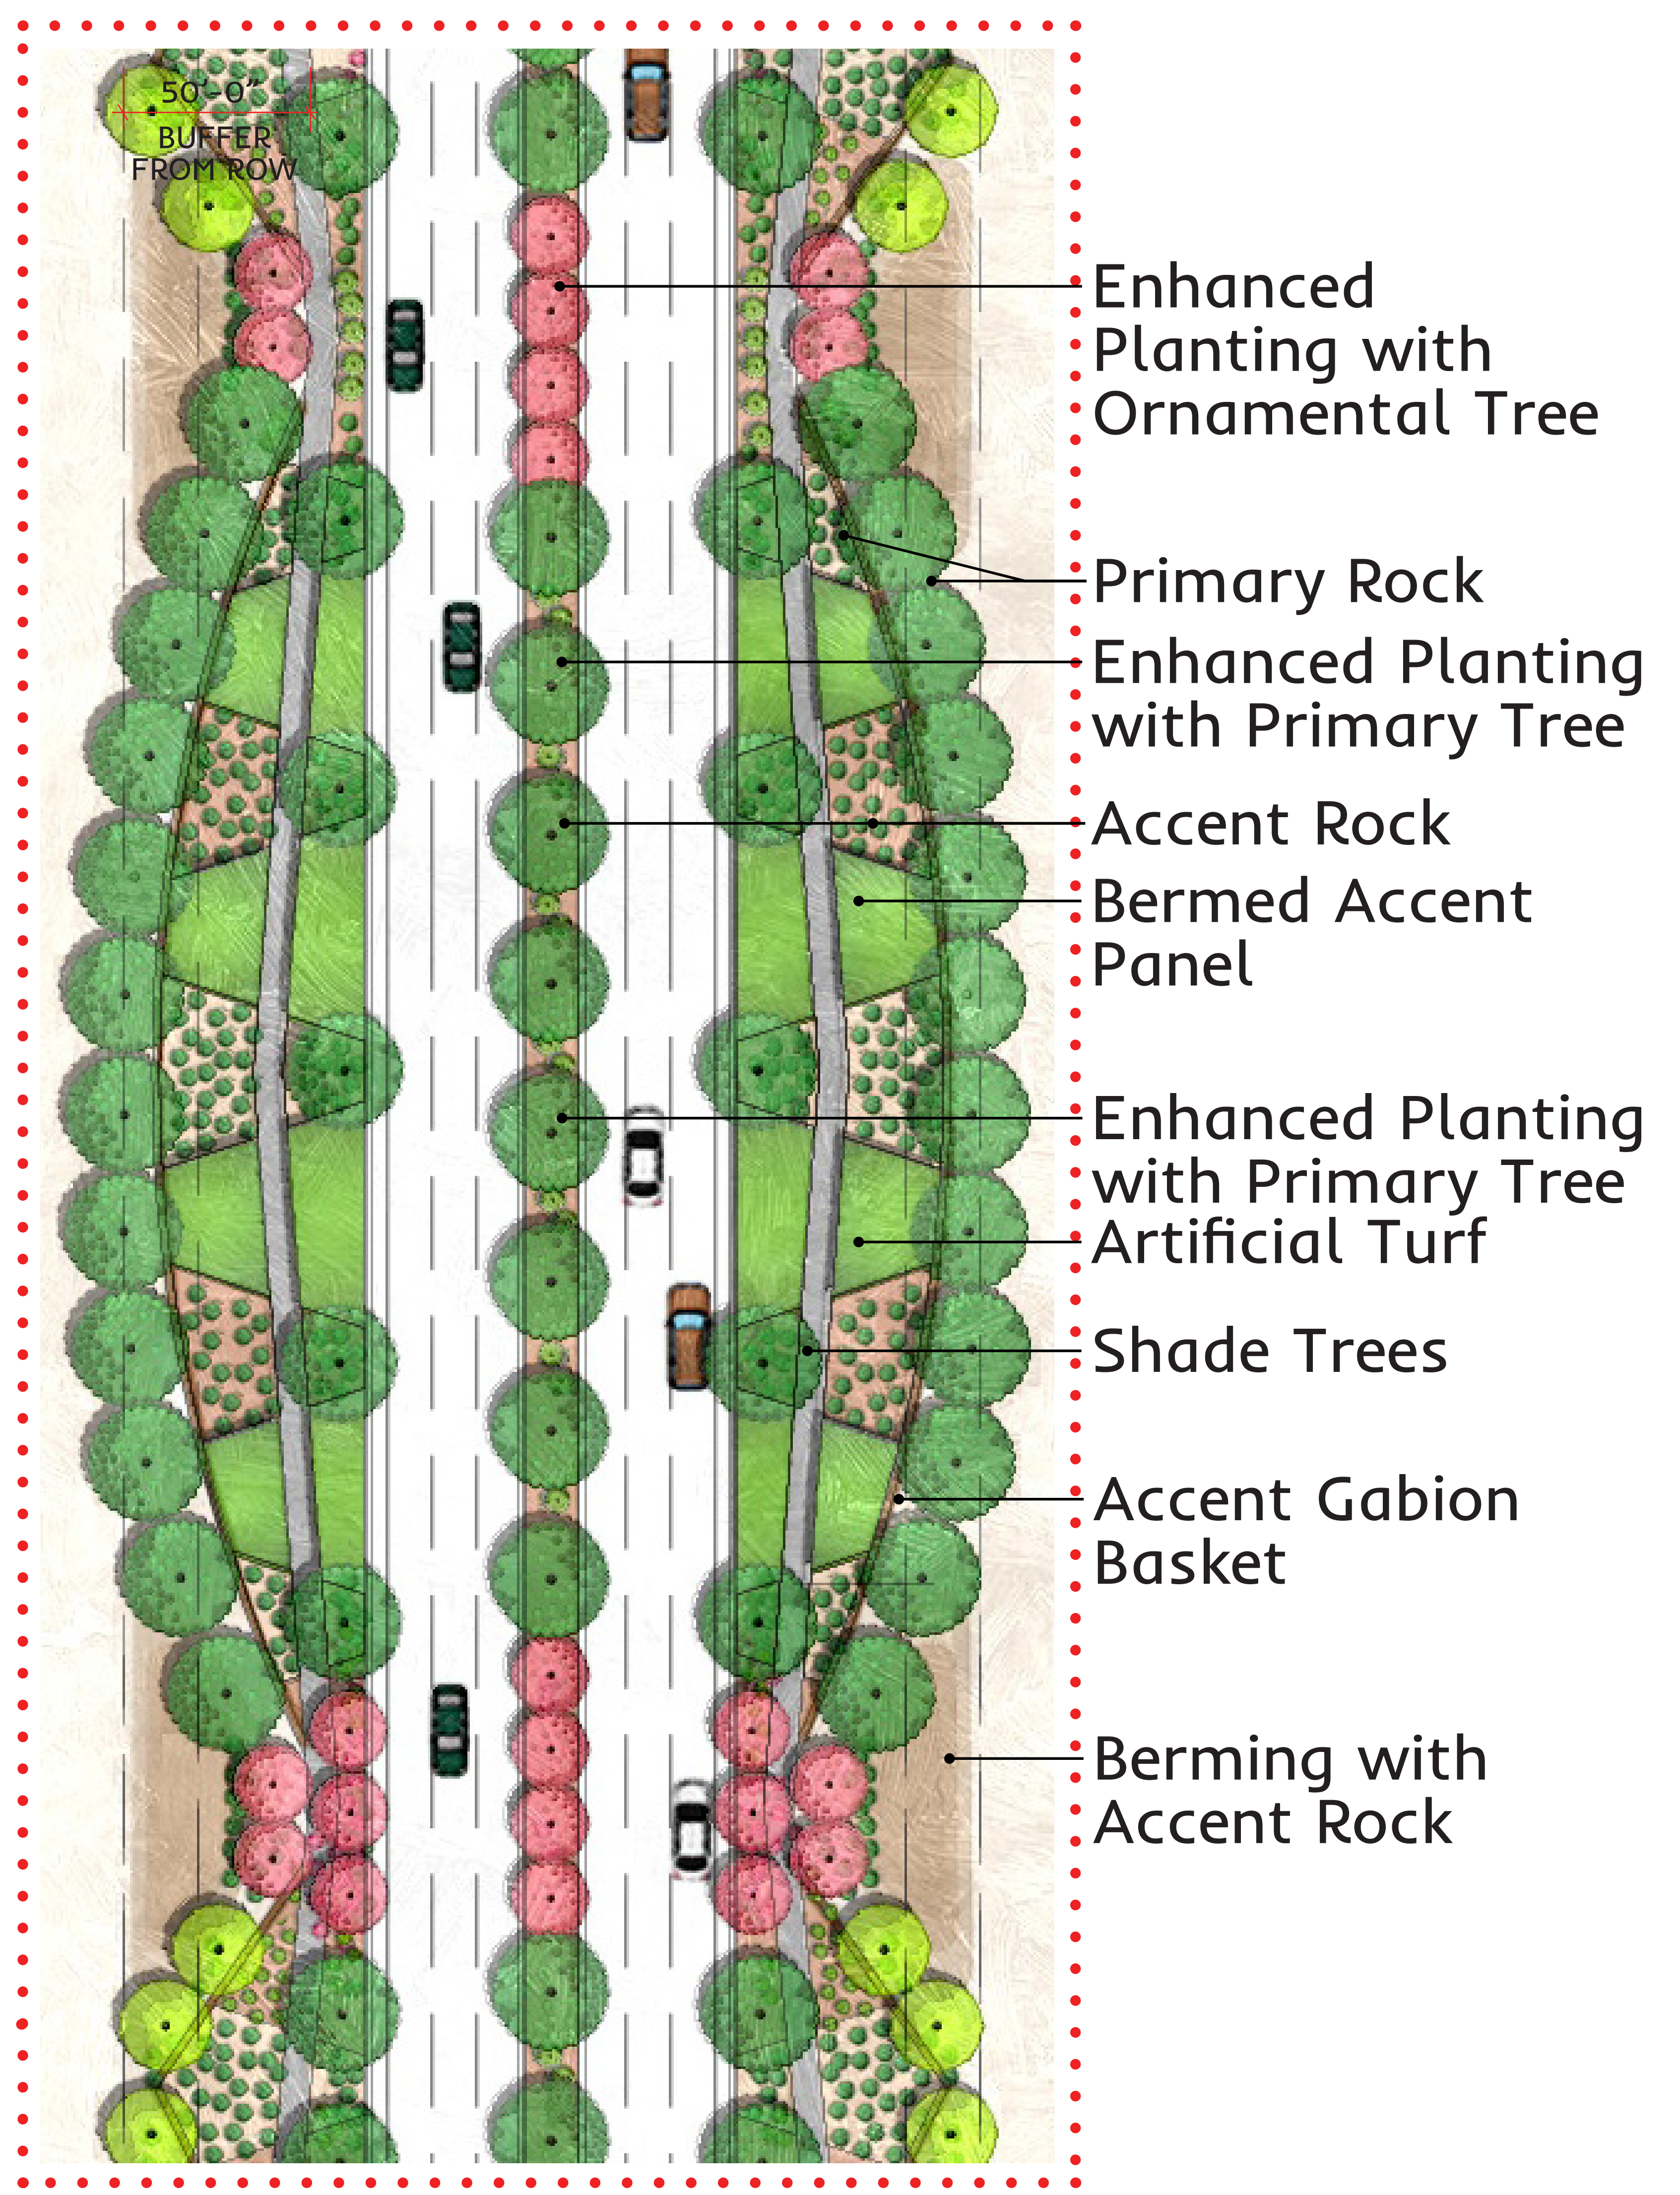 50'-0"
BUFFER
FROM ROW
Enhanced
Planting with
Ornamental Tree
Primary Rock
Enhanced Planting
with Primary Tree
Accent Rock
Bermed Accent
Panel
Enhanced Planting
with Primary Tree
Artificial Turf
Shade Trees
Accent Gabion
Basket
Berming with
Accent Rock